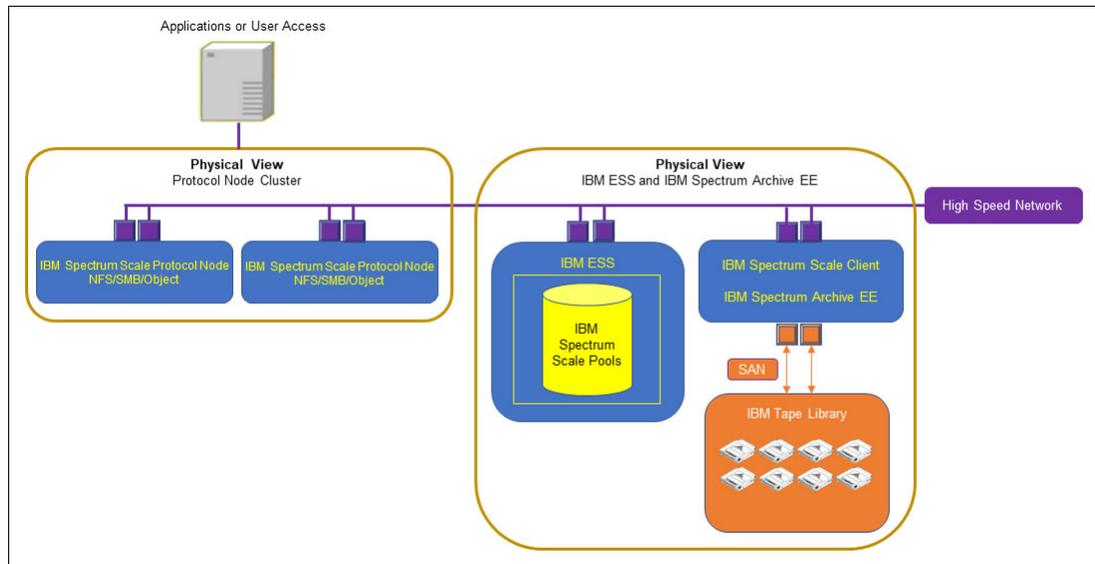 Applications or User Access
Physical View
Protocol Node Cluster
IBM Spectrum Scale Protocol Node
NFS/SMB/Object
IBM Spectrum Scale Protocol Node
NFS/SMB/Object
Physical View
IBM ESS and IBM Spectrum Archive EE
High Speed Network
IBM ESS
IBM
Spectrum
Scale Pools
IBM Spectrum Scale Client
IBM Spectrum Archive EE
SAN
IBM Tape Library